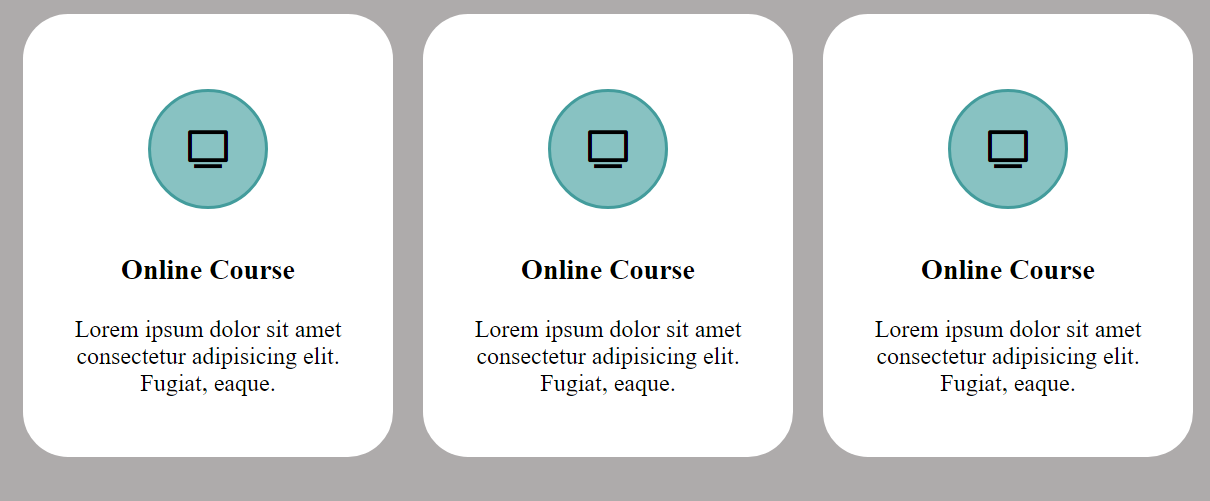 Online Course
Lorem ipsum dolor sit amet
consectetur adipisicing elit.
Fugiat, eaque.
Online Course
Lorem ipsum dolor sit amet
consectetur adipisicing elit.
Fugiat, eaque.
Online Course
Lorem ipsum dolor sit amet
consectetur adipisicing elit.
Fugiat, eaque.